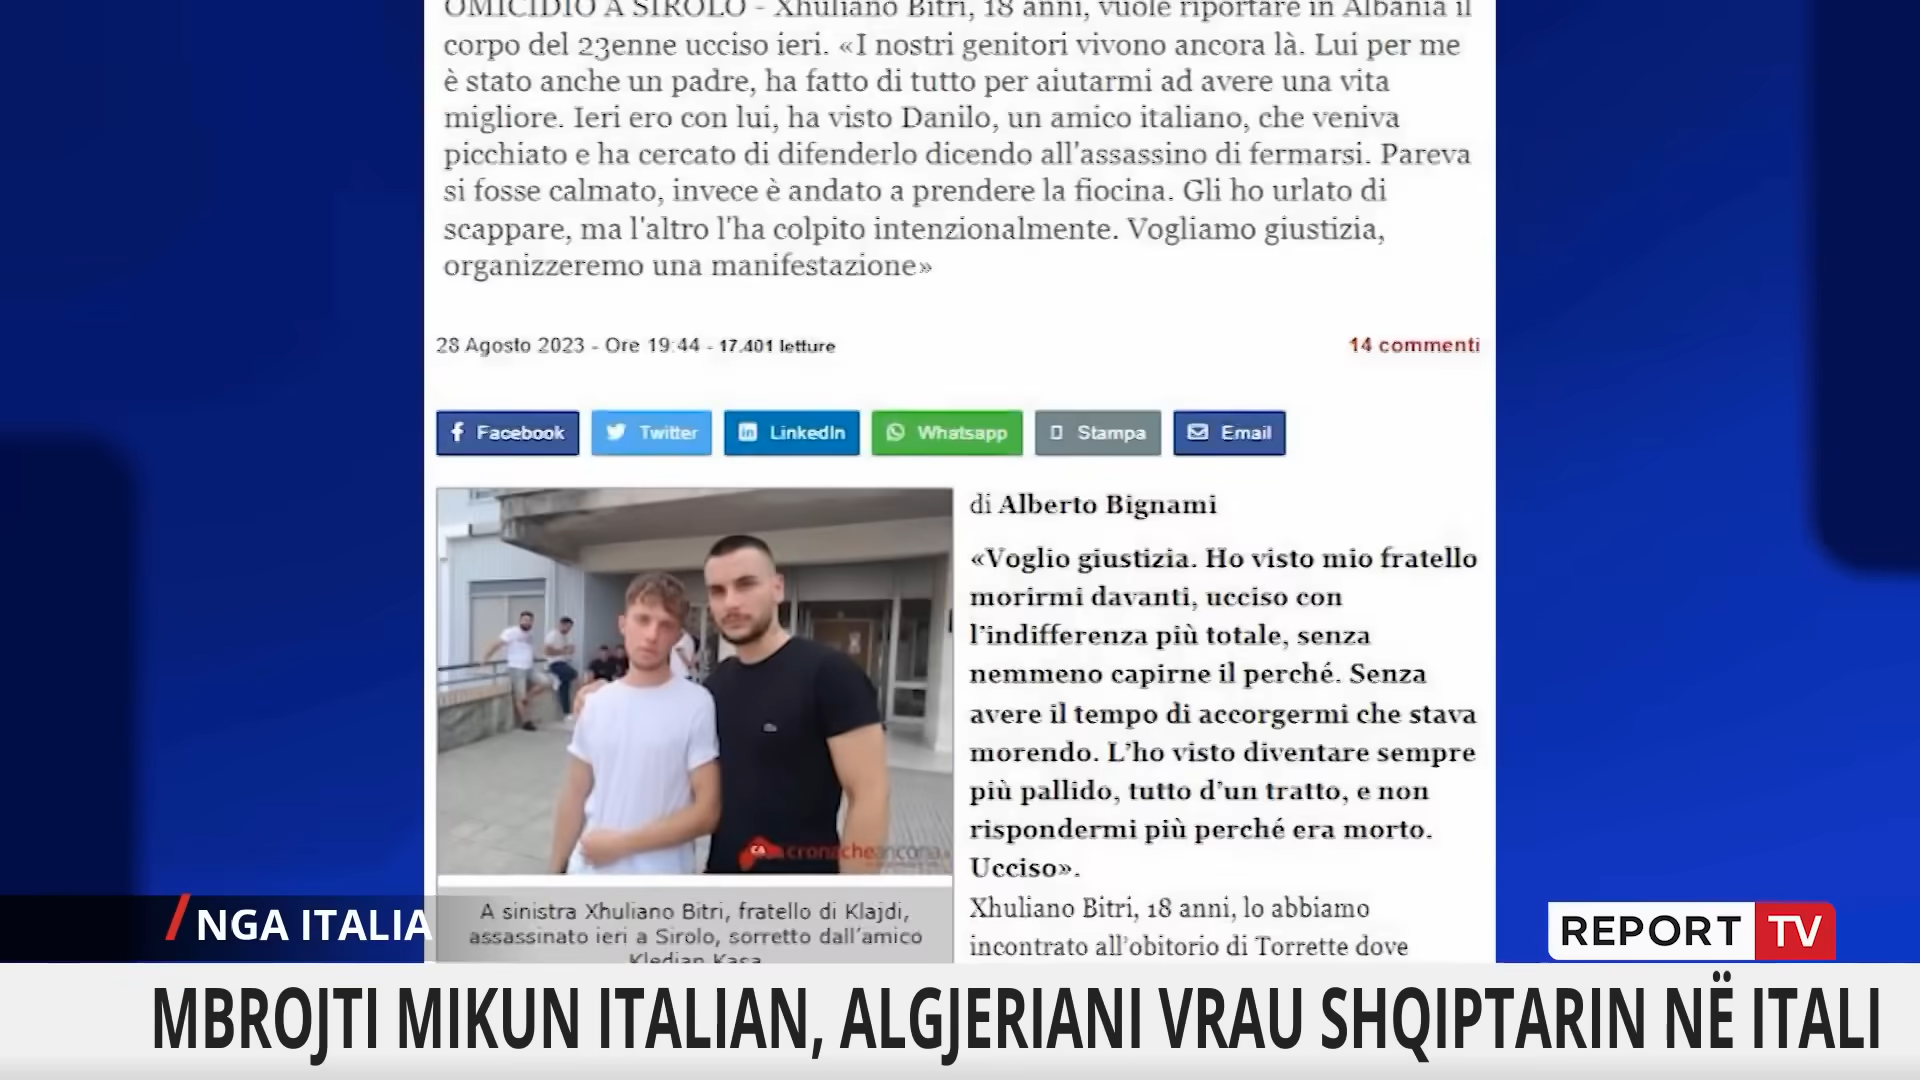 OMICIDIO A SIROLO - Xhuliano Bitri, 18 anni, vuole riportare in Albania il
corpo del 23enne ucciso ieri. «I nostri genitori vivono ancora là. Lui per me
è stato anche un padre, ha fatto di tutto per aiutarmi ad avere una vita
migliore. Ieri ero con lui, ha visto Danilo, un amico italiano, che veniva
picchiato e ha cercato di difenderlo dicendo all'assassino di fermarsi. Pareva
si fosse calmato, invece è andato a prendere la fiocina. Gli ho urlato di
scappare, ma l'altro l'ha colpito intenzionalmente. Vogliamo giustizia,
organizzeremo una manifestazione»
28 Agosto 2023 - Ore 19:44 - 17.401 letture
14 commenti
Facebook
Twitter
LinkedIn
Whatsapp
Stampa
Email
di Alberto Bignami
«Voglio giustizia. Ho visto mio fratello
morirmi davanti, ucciso con
l'indifferenza più totale, senza
nemmeno capirne il perché. Senza
avere il tempo di accorgermi che stava
morendo. L'ho visto diventare sempre
più pallido, tutto d'un tratto, e non
rispondermi più perché era morto.
Ucciso».
Xhuliano Bitri, 18 anni, lo abbiamo
incontrato all'obitorio di Torrette dove
CA cronacheancona
A sinistra Xhuliano Bitri, fratello di Klajdi,
assassinato ieri a Sirolo, sorretto dall'amico
Kledian Kasa
NGA ITALIA
REPORT TV
MBROJTI MIKUN ITALIAN, ALGJERIANI VRAU SHQIPTARIN NË ITALI